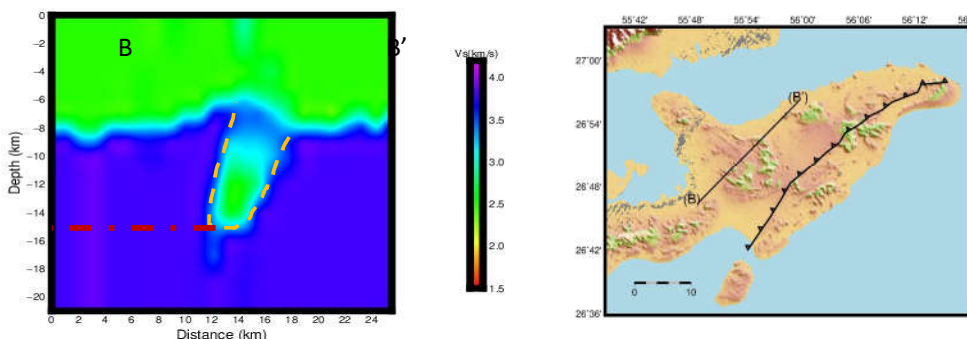 B
B’
0
−2
−4
−6
−8
−10
−12
−14
−16
−18
−20
Depth (km)
0 2 4 6 8 10 12 14 16 18 20 22 24
Distance (km)
Vs(km/s)
4.0
3.5
3.0
2.5
2.0
1.5
55˚42' 55˚48' 55˚54' 56˚00' 56˚06' 56˚12' 56˚18'
27˚00'
26˚54'
26˚48'
26˚42'
26˚36'
(B')
(B)
0 10